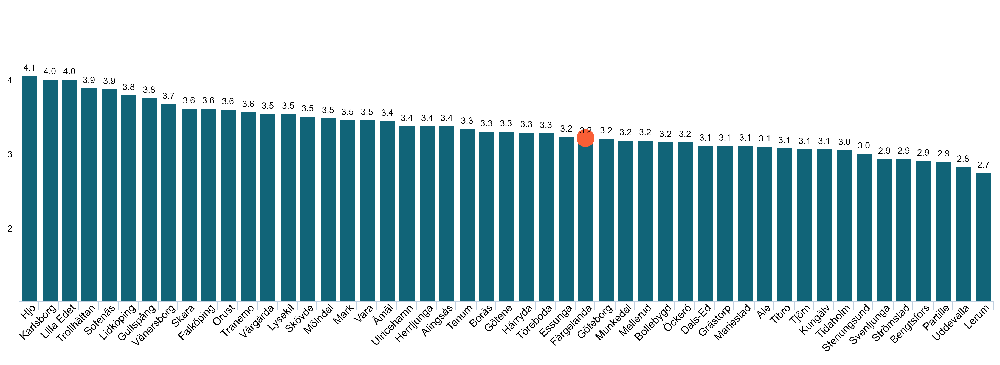 4.1 4.0 4.0 3.9 3.9 3.8 3.8 3.7 3.6 3.6 3.6 3.6 3.5 3.5 3.5 3.5 3.5 3.5 3.4 3.4 3.4 3.4 3.3 3.3 3.3 3.3 3.3 3.2 3.2 3.2 3.2 3.2 3.2 3.2 3.1 3.1 3.1 3.1 3.1 3.1 3.1 3.0 3.0 2.9 2.9 2.9 2.9 2.8 2.7
4
3
2
Hjo
Karlsborg
Lilla Edet
Trollhättan
Sotenäs
Lidköping
Gullspång
Vänersborg
Skara
Falköping
Orust
Tranemo
Vårgårda
Lysekil
Skövde
Mölndal
Mark
Vara
Åmål
Ulricehamn
Herrljunga
Alingsås
Tanum
Borås
Götene
Härryda
Töreboda
Essunga
Färgelanda
Göteborg
Munkedal
Mellerud
Bollebygd
Öckerö
Dals-Ed
Grästorp
Mariestad
Ale
Tibro
Tjörn
Kungälv
Tidaholm
Stenungsund
Svenljunga
Strömstad
Bengtsfors
Partille
Uddevalla
Lerum